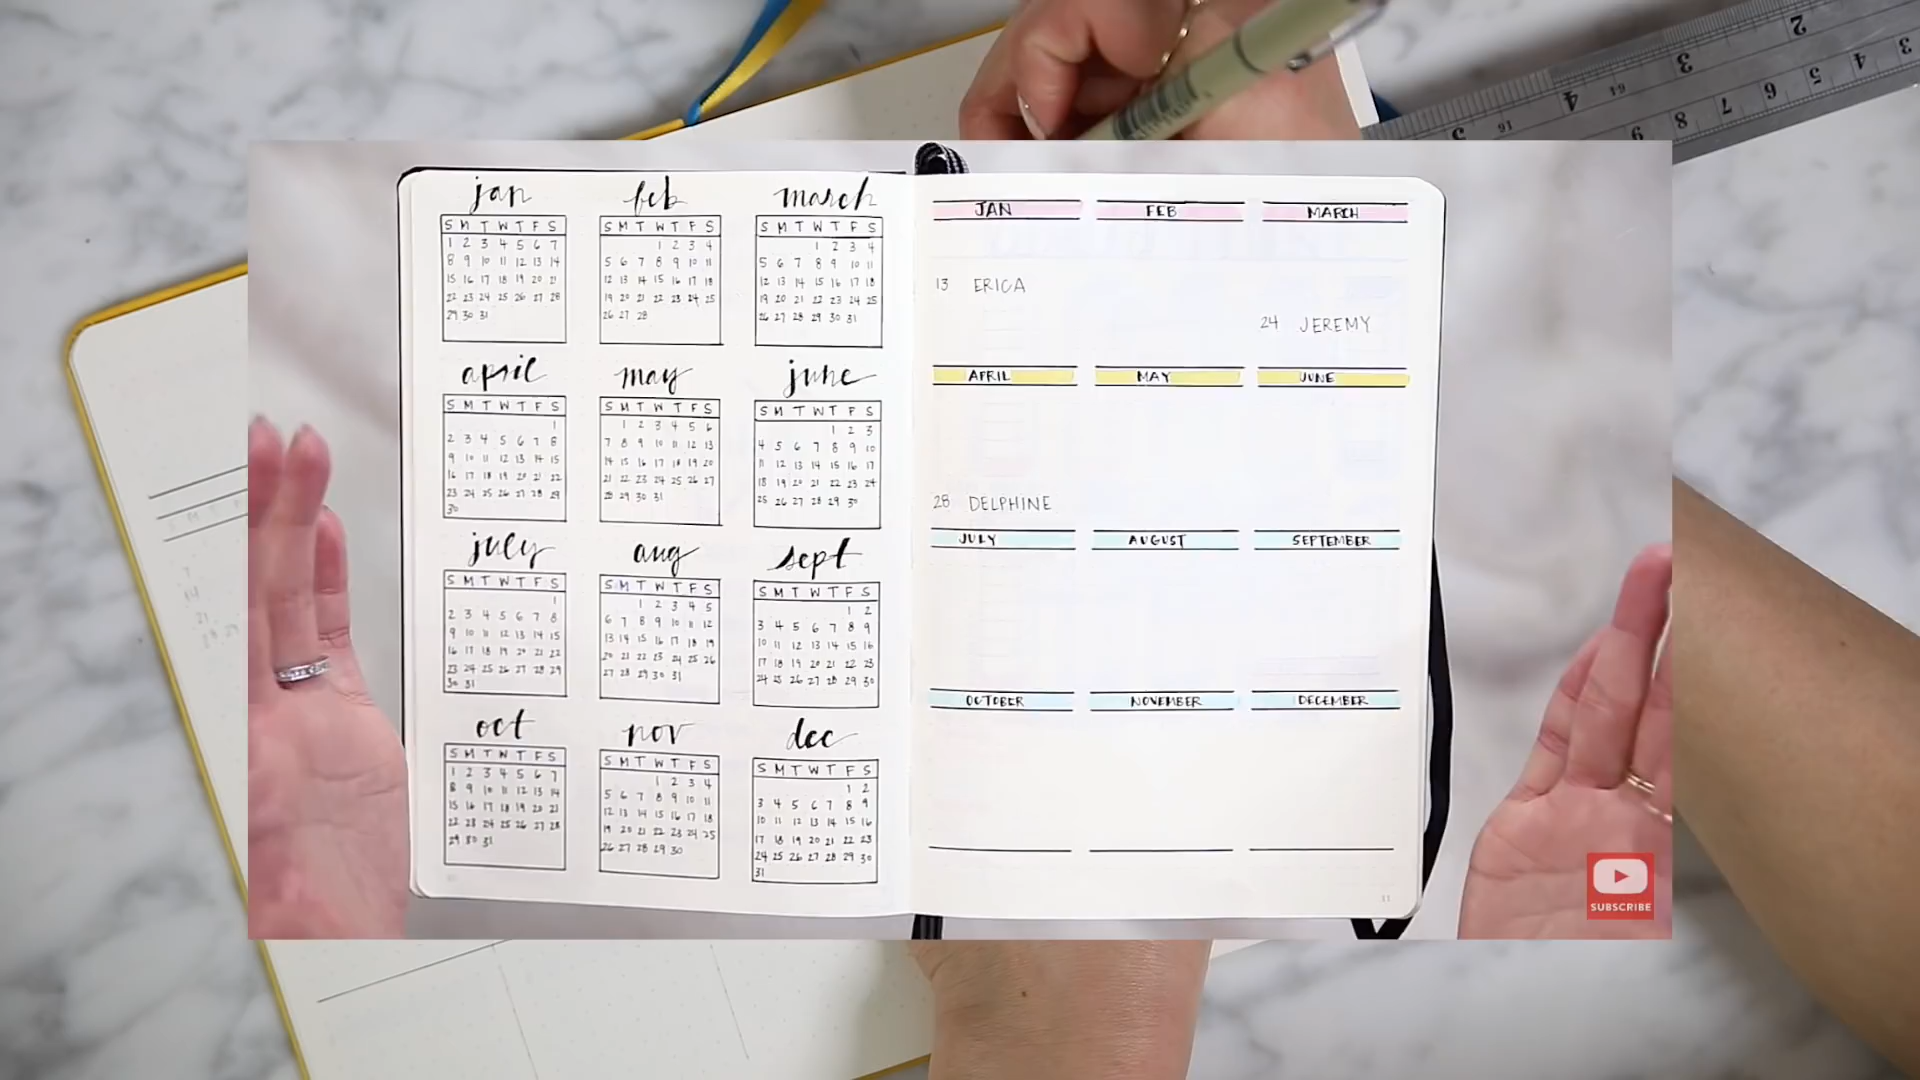 jan
S M T W T F S
1 2 3 4 5 6 7
8 9 10 11 12 13 14
15 16 17 18 19 20 21
22 23 24 25 26 27 28
29 30 31
feb
S M T W T F S
1 2 3 4
5 6 7 8 9 10 11
12 13 14 15 16 17 18
19 20 21 22 23 24 25
26 27 28
march
S M T W T F S
1 2 3 4
5 6 7 8 9 10 11
12 13 14 15 16 17 18
19 20 21 22 23 24 25
26 27 28 29 30 31
april
S M T W T F S
1
2 3 4 5 6 7 8
9 10 11 12 13 14 15
16 17 18 19 20 21 22
23 24 25 26 27 28 29
30
may
S M T W T F S
1 2 3 4 5 6
7 8 9 10 11 12 13
14 15 16 17 18 19 20
21 22 23 24 25 26 27
28 29 30 31
june
S M T W T F S
1 2 3
4 5 6 7 8 9 10
11 12 13 14 15 16 17
18 19 20 21 22 23 24
25 26 27 28 29 30
july
S M T W T F S
1
2 3 4 5 6 7 8
9 10 11 12 13 14 15
16 17 18 19 20 21 22
23 24 25 26 27 28 29
30 31
aug
S M T W T F S
1 2 3 4 5
6 7 8 9 10 11 12
13 14 15 16 17 18 19
20 21 22 23 24 25 26
27 28 29 30 31
sept
S M T W T F S
1 2
3 4 5 6 7 8 9
10 11 12 13 14 15 16
17 18 19 20 21 22 23
24 25 26 27 28 29 30
oct
S M T W T F S
1 2 3 4 5 6 7
8 9 10 11 12 13 14
15 16 17 18 19 20 21
22 23 24 25 26 27 28
29 30 31
nov
S M T W T F S
1 2 3 4
5 6 7 8 9 10 11
12 13 14 15 16 17 18
19 20 21 22 23 24 25
26 27 28 29 30
dec
S M T W T F S
1 2
3 4 5 6 7 8 9
10 11 12 13 14 15 16
17 18 19 20 21 22 23
24 25 26 27 28 29 30
31
JAN FEB MARCH
13 ERICA
24 JEREMY
APRIL MAY JUNE
28 DELPHINE
JULY AUGUST SEPTEMBER
OCTOBER NOVEMBER DECEMBER
11
SUBSCRIBE
2
3
4
5
3
4
5
6
7
8
9
64
16